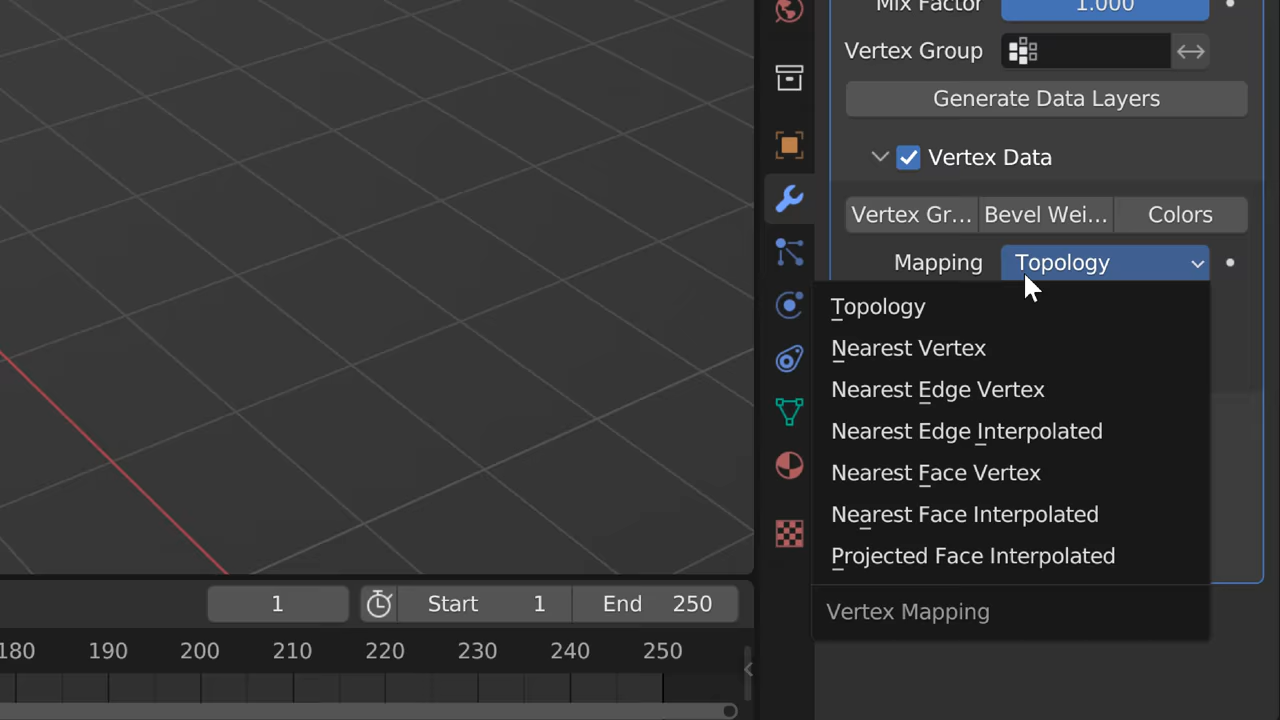 Mix Factor 1.000
Vertex Group
Generate Data Layers
Vertex Data
Vertex Gr... Bevel Wei... Colors
Mapping Topology
Topology
Nearest Vertex
Nearest Edge Vertex
Nearest Edge Interpolated
Nearest Face Vertex
Nearest Face Interpolated
Projected Face Interpolated
Vertex Mapping
1 Start 1 End 250
180 190 200 210 220 230 240 250